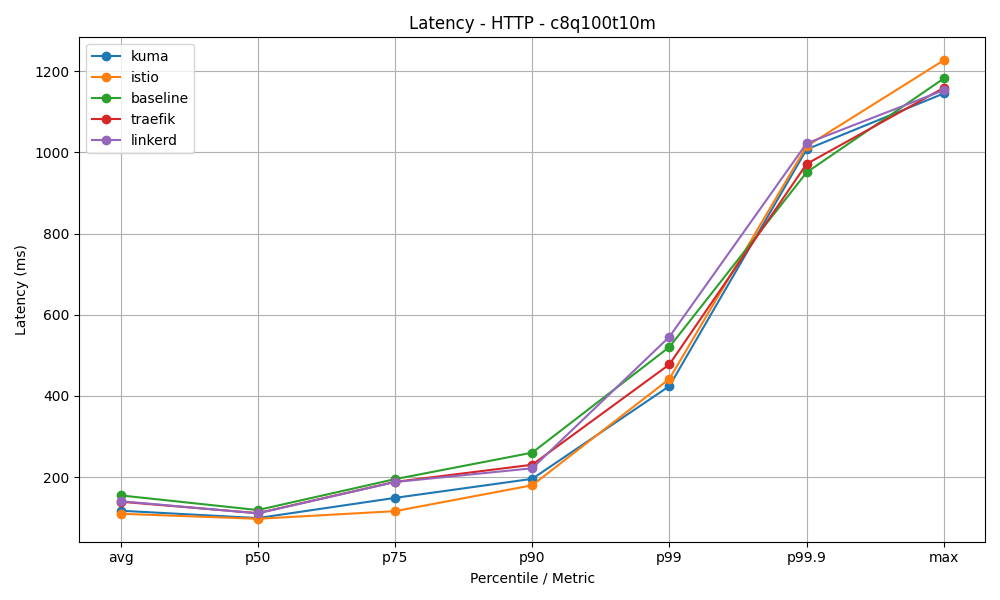 Latency - HTTP - c8q100t10m
kuma
istio
baseline
traefik
linkerd
Latency (ms)
1200
1000
800
600
400
200
avg p50 p75 p90 p99 p99.9 max
Percentile / Metric